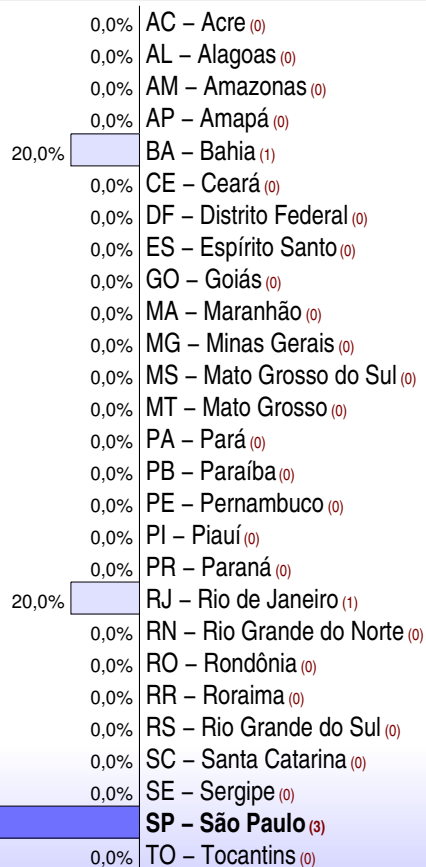 0,0% AC – Acre (0)
0,0% AL – Alagoas (0)
0,0% AM – Amazonas (0)
0,0% AP – Amapá (0)
20,0% BA – Bahia (1)
0,0% CE – Ceará (0)
0,0% DF – Distrito Federal (0)
0,0% ES – Espírito Santo (0)
0,0% GO – Goiás (0)
0,0% MA – Maranhão (0)
0,0% MG – Minas Gerais (0)
0,0% MS – Mato Grosso do Sul (0)
0,0% MT – Mato Grosso (0)
0,0% PA – Pará (0)
0,0% PB – Paraíba (0)
0,0% PE – Pernambuco (0)
0,0% PI – Piauí (0)
0,0% PR – Paraná (0)
20,0% RJ – Rio de Janeiro (1)
0,0% RN – Rio Grande do Norte (0)
0,0% RO – Rondônia (0)
0,0% RR – Roraima (0)
0,0% RS – Rio Grande do Sul (0)
0,0% SC – Santa Catarina (0)
0,0% SE – Sergipe (0)
SP – São Paulo (3)
0,0% TO – Tocantins (0)